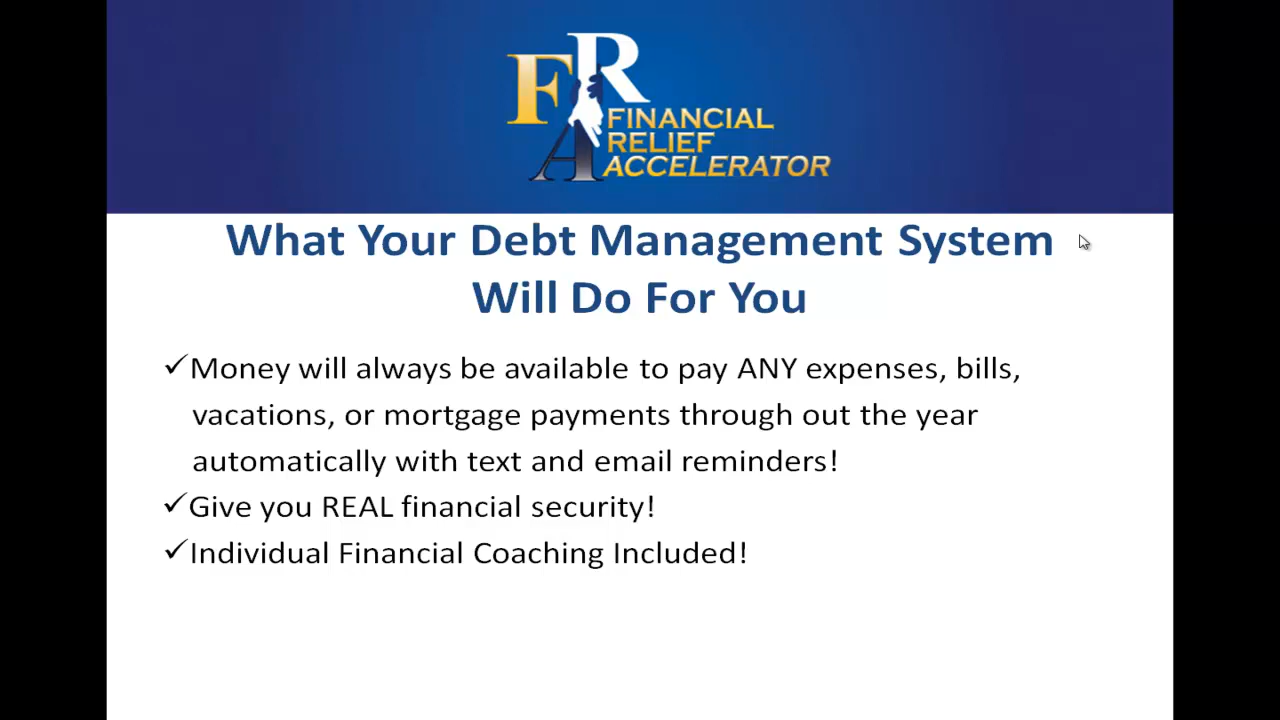 FRA
FINANCIAL
RELIEF
ACCELERATOR
What Your Debt Management System
Will Do For You
✓Money will always be available to pay ANY expenses, bills,
vacations, or mortgage payments through out the year
automatically with text and email reminders!
✓Give you REAL financial security!
✓Individual Financial Coaching Included!